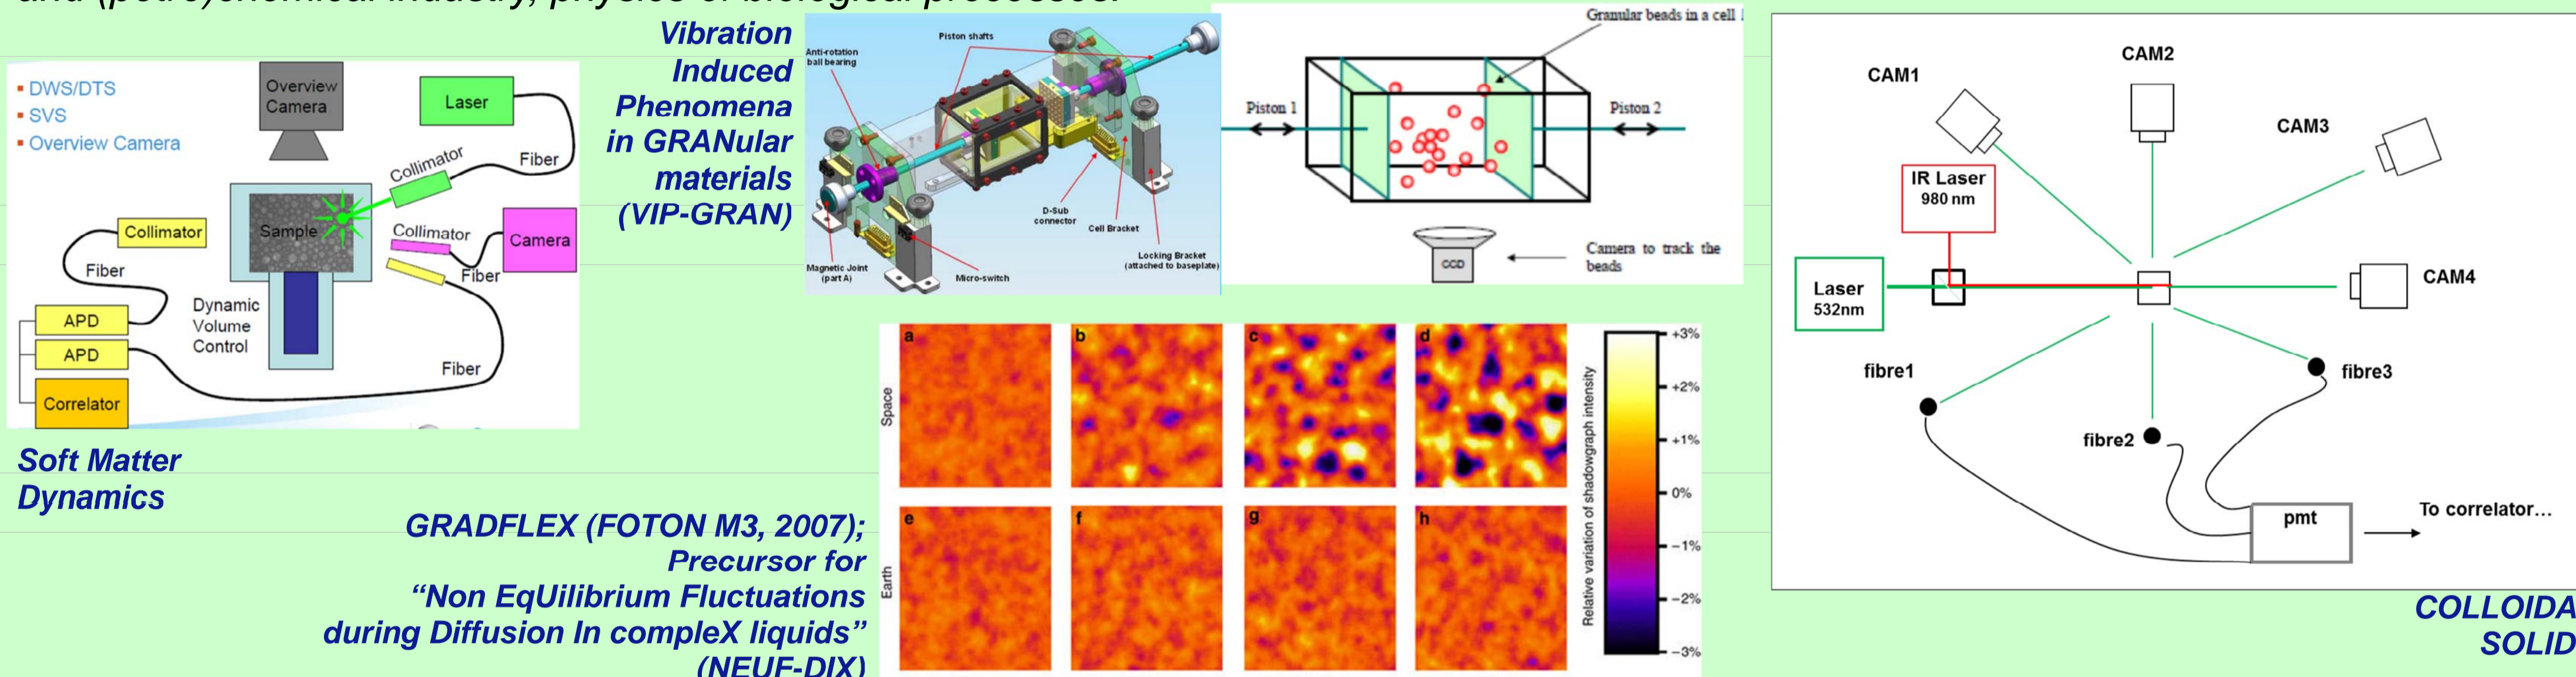 and (petro)chemical industry, physics of biological processes.
▪ DWS/DTS
▪ SVS
▪ Overview Camera
Overview
Camera
Laser
Collimator
Fiber
Collimator
Sample
Collimator
Camera
Fiber
Fiber
APD
APD
Correlator
Dynamic
Volume
Control
Fiber
Soft Matter
Dynamics
Vibration
Induced
Phenomena
in GRANular
materials
(VIP-GRAN)
Piston shafts
Anti-rotation
ball bearing
D-Sub
connector
Cell Bracket
Locking Bracket
(attached to baseplate)
Magnetic Joint
(part A)
Micro-switch
Granular beads in a cell
Piston 1
Piston 2
CCD
Camera to track the
beads
GRADFLEX (FOTON M3, 2007);
Precursor for
“Non EqUilibrium Fluctuations
during Diffusion In compleX liquids”
(NEUF-DIX)
Space
a
b
c
d
Earth
e
f
g
h
Relative variation of shadowgraph intensity
+3%
+2%
+1%
0%
−1%
−2%
−3%
CAM1
CAM2
CAM3
IR Laser
980 nm
Laser
532nm
CAM4
fibre1
fibre2
fibre3
pmt
To correlator...
COLLOIDA
SOLID